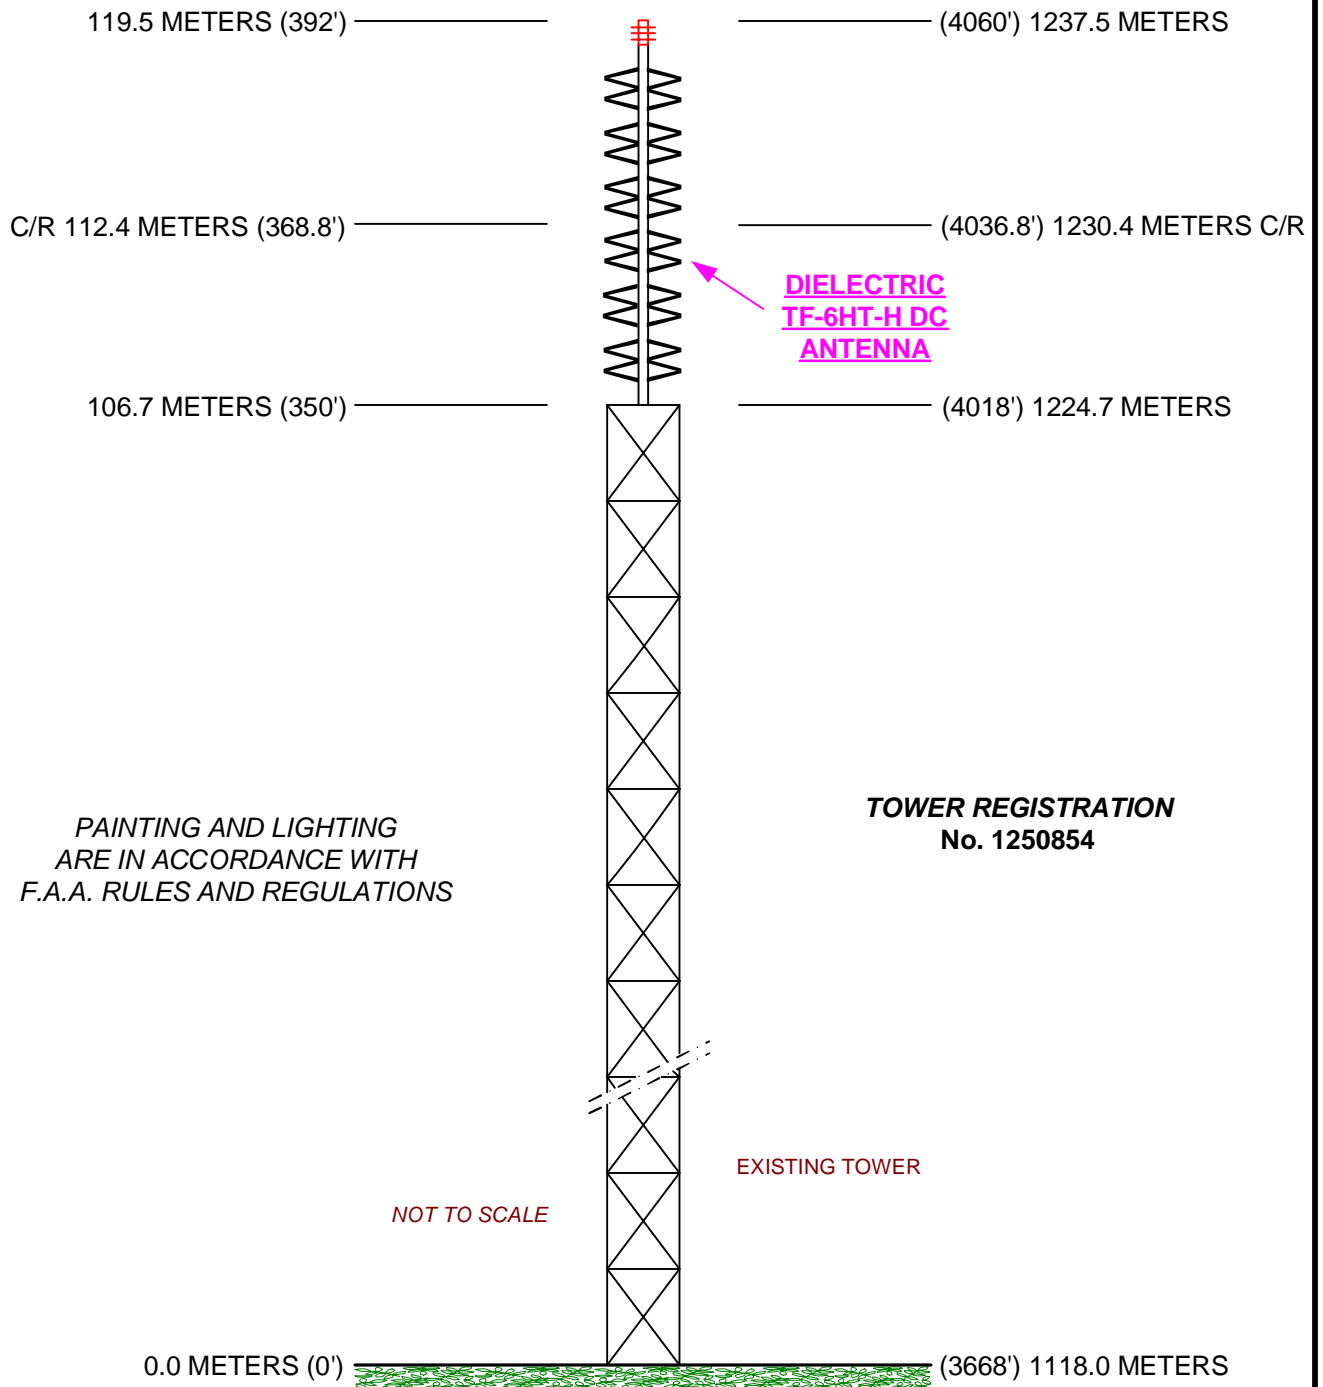 119.5 METERS (392')
(4060') 1237.5 METERS
C/R 112.4 METERS (368.8')
(4036.8') 1230.4 METERS C/R
DIELECTRIC
TF-6HT-H DC
ANTENNA
106.7 METERS (350')
(4018') 1224.7 METERS
PAINTING AND LIGHTING
ARE IN ACCORDANCE WITH
F.A.A. RULES AND REGULATIONS
TOWER REGISTRATION
No. 1250854
EXISTING TOWER
NOT TO SCALE
0.0 METERS (0')
(3668') 1118.0 METERS